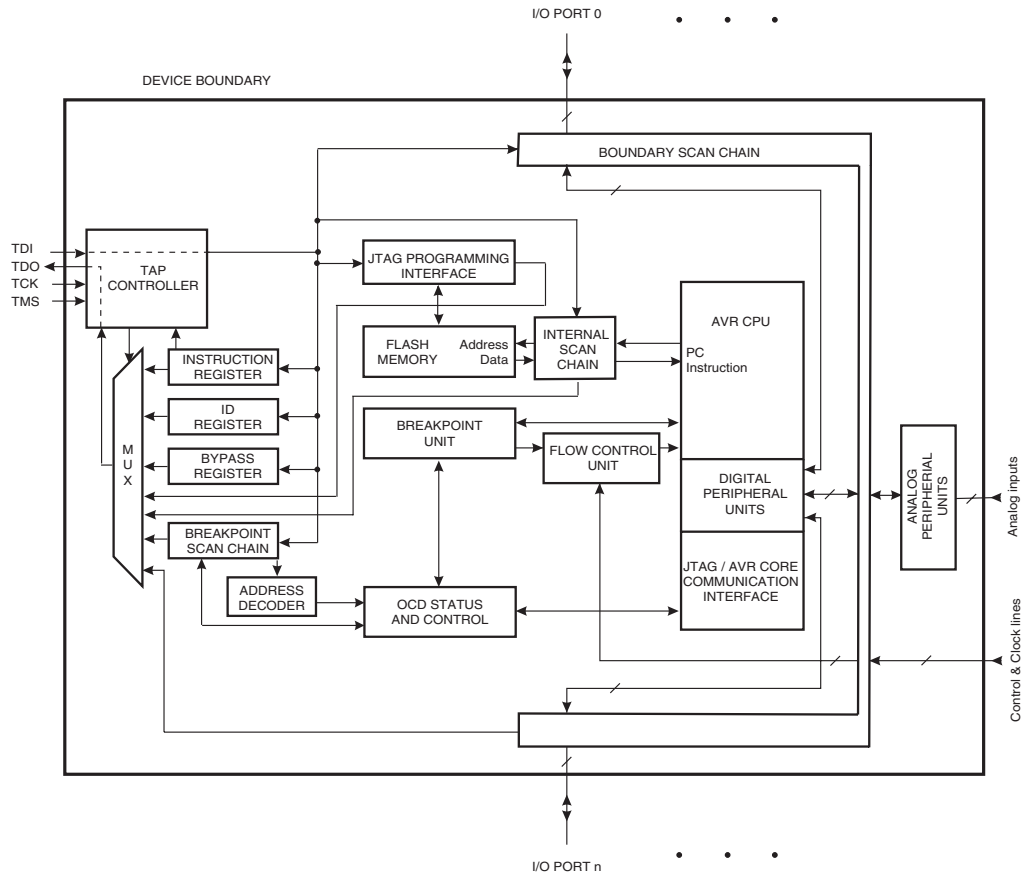 I/O PORT 0
DEVICE BOUNDARY
BOUNDARY SCAN CHAIN
TDI
TDO
TCK
TMS
TAP
CONTROLLER
JTAG PROGRAMMING
INTERFACE
FLASH
MEMORY
Address
Data
INTERNAL
SCAN
CHAIN
AVR CPU
PC
Instruction
INSTRUCTION
REGISTER
ID
REGISTER
BYPASS
REGISTER
MUX
BREAKPOINT
UNIT
FLOW CONTROL
UNIT
DIGITAL
PERIPHERAL
UNITS
ANALOG
PERIPHERIAL
UNITS
Analog inputs
BREAKPOINT
SCAN CHAIN
ADDRESS
DECODER
OCD STATUS
AND CONTROL
JTAG / AVR CORE
COMMUNICATION
INTERFACE
Control & Clock lines
I/O PORT n